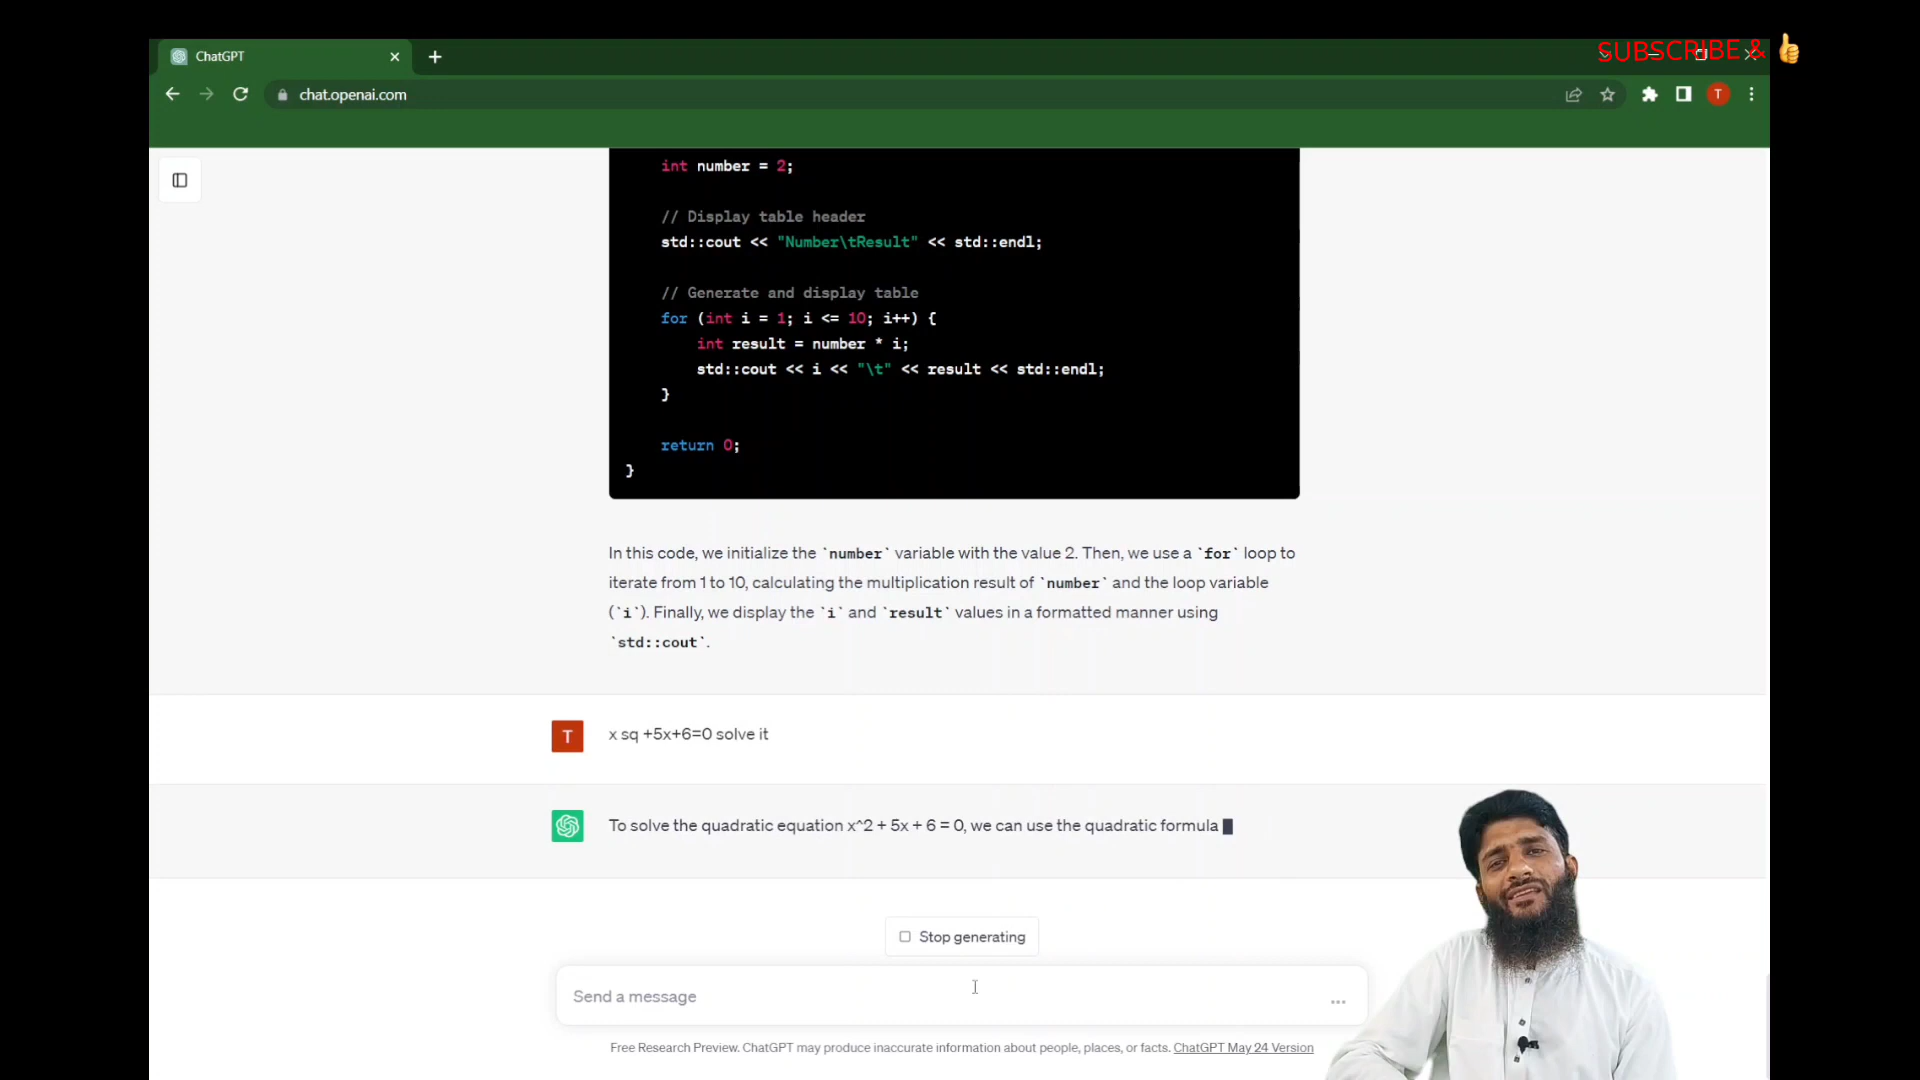 ChatGPT
SUBSCRIBE & 👍
chat.openai.com
T
int number = 2;
// Display table header
std::cout << "Number\tResult" << std::endl;
// Generate and display table
for (int i = 1; i <= 10; i++) {
int result = number * i;
std::cout << i << "\t" << result << std::endl;
}
return 0;
}
In this code, we initialize the `number` variable with the value 2. Then, we use a `for` loop to
iterate from 1 to 10, calculating the multiplication result of `number` and the loop variable
(`i`). Finally, we display the `i` and `result` values in a formatted manner using
`std::cout`.
T
x sq +5x+6=0 solve it
To solve the quadratic equation x^2 + 5x + 6 = 0, we can use the quadratic formula
Stop generating
Send a message
Free Research Preview. ChatGPT may produce inaccurate information about people, places, or facts. ChatGPT May 24 Version